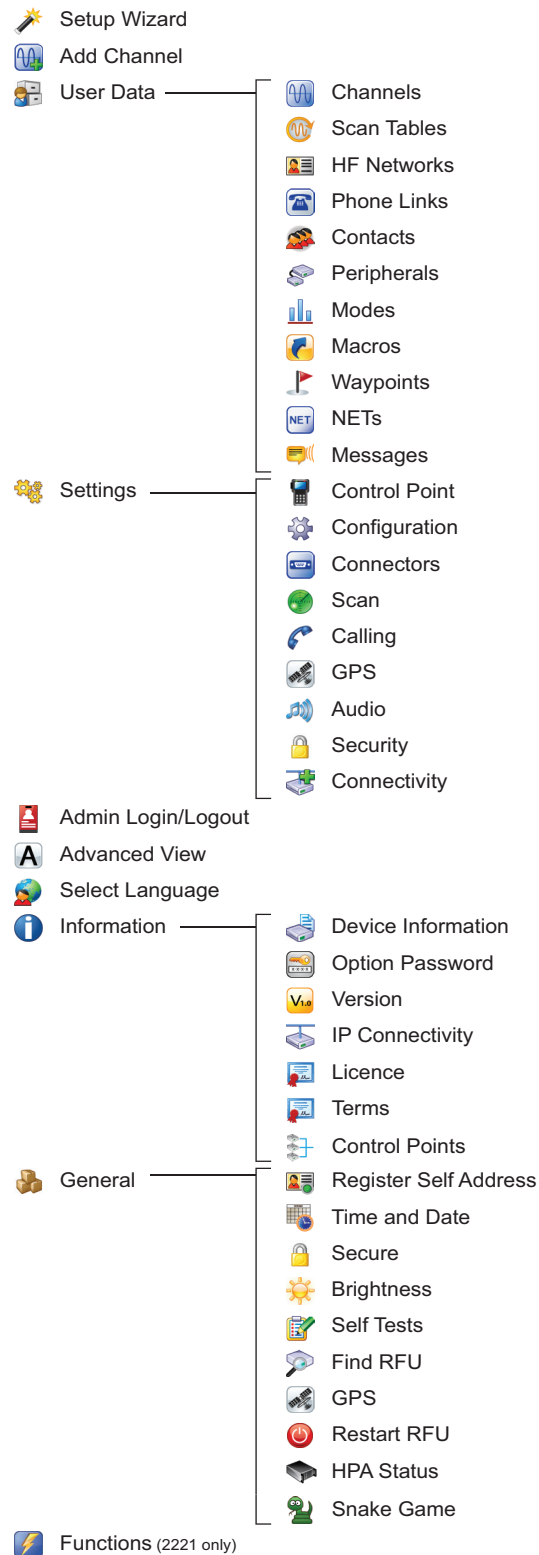 Setup Wizard
Add Channel
User Data
Channels
Scan Tables
HF Networks
Phone Links
Contacts
Peripherals
Modes
Macros
Waypoints
NET
NETs
Messages
Settings
Control Point
Configuration
Connectors
Scan
Calling
GPS
Audio
Security
Connectivity
Admin Login/Logout
A
Advanced View
Select Language
Information
Device Information
Option Password
V1.0
Version
IP Connectivity
Licence
Terms
Control Points
General
Register Self Address
Time and Date
Secure
Brightness
Self Tests
Find RFU
GPS
Restart RFU
HPA Status
Snake Game
Functions (2221 only)